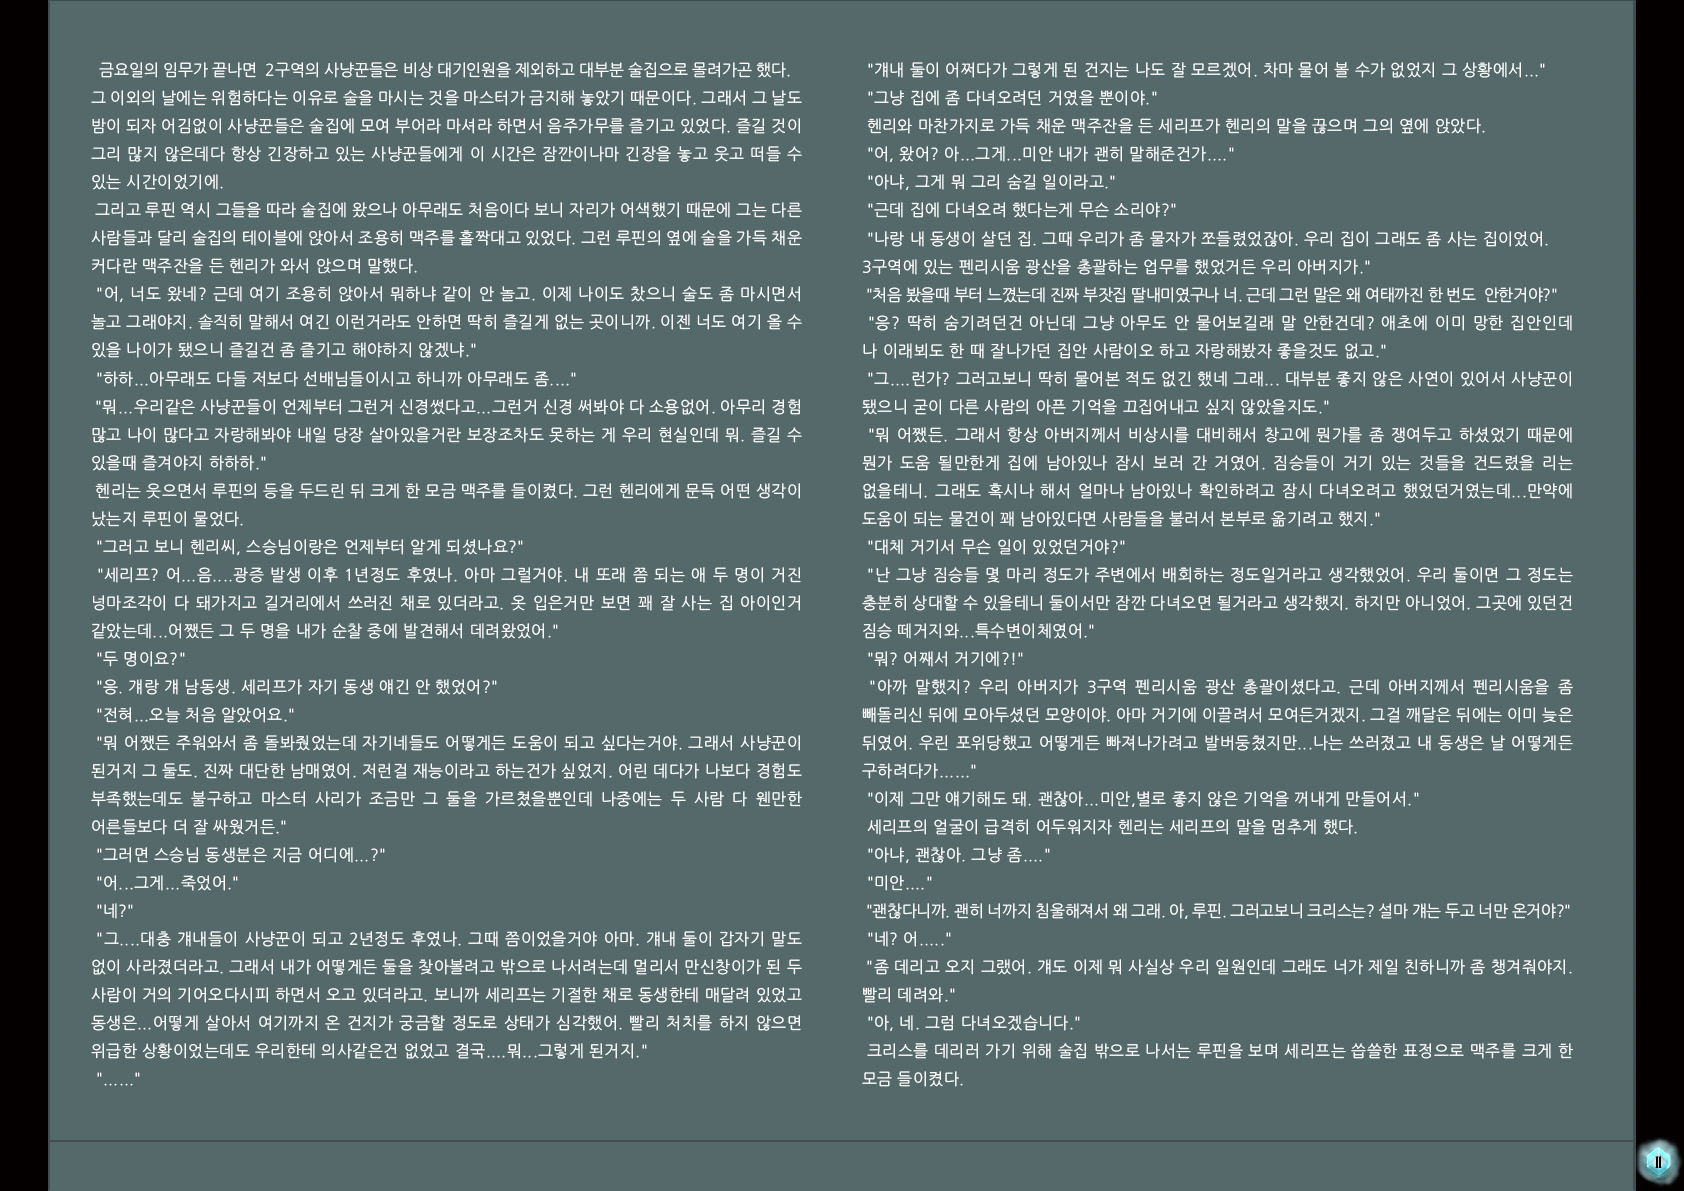 금요일의 임무가 끝나면 2구역의 사냥꾼들은 비상 대기인원을 제외하고 대부분 술집으로 몰려가곤 했다.
그 이외의 날에는 위험하다는 이유로 술을 마시는 것을 마스터가 금지해 놓았기 때문이다. 그래서 그 날도
밤이 되자 어김없이 사냥꾼들은 술집에 모여 부어라 마셔라 하면서 음주가무를 즐기고 있었다. 즐길 것이
그리 많지 않은데다 항상 긴장하고 있는 사냥꾼들에게 이 시간은 잠깐이나마 긴장을 놓고 웃고 떠들 수
있는 시간이었기에.
그리고 루핀 역시 그들을 따라 술집에 왔으나 아무래도 처음이다 보니 자리가 어색했기 때문에 그는 다른
사람들과 달리 술집의 테이블에 앉아서 조용히 맥주를 홀짝대고 있었다. 그런 루핀의 옆에 술을 가득 채운
커다란 맥주잔을 든 헨리가 와서 앉으며 말했다.
"어, 너도 왔네? 근데 여기 조용히 앉아서 뭐하냐 같이 안 놀고. 이제 나이도 찼으니 술도 좀 마시면서
놀고 그래야지. 솔직히 말해서 여긴 이런거라도 안하면 딱히 즐길게 없는 곳이니까. 이젠 너도 여기 올 수
있을 나이가 됐으니 즐길건 좀 즐기고 해야하지 않겠냐."
"하하...아무래도 다들 저보다 선배님들이시고 하니까 아무래도 좀...."
"뭐...우리같은 사냥꾼들이 언제부터 그런거 신경썼다고...그런거 신경 써봐야 다 소용없어. 아무리 경험
많고 나이 많다고 자랑해봐야 내일 당장 살아있을거란 보장조차도 못하는 게 우리 현실인데 뭐. 즐길 수
있을때 즐겨야지 하하하."
헨리는 웃으면서 루핀의 등을 두드린 뒤 크게 한 모금 맥주를 들이켰다. 그런 헨리에게 문득 어떤 생각이
났는지 루핀이 물었다.
"그러고 보니 헨리씨, 스승님이랑은 언제부터 알게 되셨나요?"
"세리프? 어...음....광증 발생 이후 1년정도 후였나. 아마 그럴거야. 내 또래 쯤 되는 애 두 명이 거진
넝마조각이 다 돼가지고 길거리에서 쓰러진 채로 있더라고. 옷 입은거만 보면 꽤 잘 사는 집 아이인거
같았는데...어쨌든 그 두 명을 내가 순찰 중에 발견해서 데려왔었어."
"두 명이요?"
"응. 걔랑 걔 남동생. 세리프가 자기 동생 얘긴 안 했었어?"
"전혀...오늘 처음 알았어요."
"뭐 어쨌든 주워와서 좀 돌봐줬었는데 자기네들도 어떻게든 도움이 되고 싶다는거야. 그래서 사냥꾼이
된거지 그 둘도. 진짜 대단한 남매였어. 저런걸 재능이라고 하는건가 싶었지. 어린 데다가 나보다 경험도
부족했는데도 불구하고 마스터 사리가 조금만 그 둘을 가르쳤을뿐인데 나중에는 두 사람 다 웬만한
어른들보다 더 잘 싸웠거든."
"그러면 스승님 동생분은 지금 어디에...?"
"어...그게...죽었어."
"네?"
"그....대충 걔내들이 사냥꾼이 되고 2년정도 후였나. 그때 쯤이었을거야 아마. 걔내 둘이 갑자기 말도
없이 사라졌더라고. 그래서 내가 어떻게든 둘을 찾아볼려고 밖으로 나서려는데 멀리서 만신창이가 된 두
사람이 거의 기어오다시피 하면서 오고 있더라고. 보니까 세리프는 기절한 채로 동생한테 매달려 있었고
동생은...어떻게 살아서 여기까지 온 건지가 궁금할 정도로 상태가 심각했어. 빨리 처치를 하지 않으면
위급한 상황이었는데도 우리한테 의사같은건 없었고 결국....뭐...그렇게 된거지."
"......"
"걔내 둘이 어쩌다가 그렇게 된 건지는 나도 잘 모르겠어. 차마 물어 볼 수가 없었지 그 상황에서..."
"그냥 집에 좀 다녀오려던 거였을 뿐이야."
헨리와 마찬가지로 가득 채운 맥주잔을 든 세리프가 헨리의 말을 끊으며 그의 옆에 앉았다.
"어, 왔어? 아...그게...미안 내가 괜히 말해준건가...."
"아냐, 그게 뭐 그리 숨길 일이라고."
"근데 집에 다녀오려 했다는게 무슨 소리야?"
"나랑 내 동생이 살던 집. 그때 우리가 좀 물자가 쪼들렸었잖아. 우리 집이 그래도 좀 사는 집이었어.
3구역에 있는 펜리시움 광산을 총괄하는 업무를 했었거든 우리 아버지가."
"처음 봤을때 부터 느꼈는데 진짜 부잣집 딸내미였구나 너. 근데 그런 말은 왜 여태까진 한 번도 안한거야?"
"응? 딱히 숨기려던건 아닌데 그냥 아무도 안 물어보길래 말 안한건데? 애초에 이미 망한 집안인데
나 이래뵈도 한 때 잘나가던 집안 사람이오 하고 자랑해봤자 좋을것도 없고."
"그....런가? 그러고보니 딱히 물어본 적도 없긴 했네 그래... 대부분 좋지 않은 사연이 있어서 사냥꾼이
됐으니 굳이 다른 사람의 아픈 기억을 끄집어내고 싶지 않았을지도."
"뭐 어쨌든. 그래서 항상 아버지께서 비상시를 대비해서 창고에 뭔가를 좀 쟁여두고 하셨었기 때문에
뭔가 도움 될만한게 집에 남아있나 잠시 보러 간 거였어. 짐승들이 거기 있는 것들을 건드렸을 리는
없을테니. 그래도 혹시나 해서 얼마나 남아있나 확인하려고 잠시 다녀오려고 했었던거였는데...만약에
도움이 되는 물건이 꽤 남아있다면 사람들을 불러서 본부로 옮기려고 했지."
"대체 거기서 무슨 일이 있었던거야?"
"난 그냥 짐승들 몇 마리 정도가 주변에서 배회하는 정도일거라고 생각했었어. 우리 둘이면 그 정도는
충분히 상대할 수 있을테니 둘이서만 잠깐 다녀오면 될거라고 생각했지. 하지만 아니었어. 그곳에 있던건
짐승 떼거지와...특수변이체였어."
"뭐? 어째서 거기에?!"
"아까 말했지? 우리 아버지가 3구역 펜리시움 광산 총괄이셨다고. 근데 아버지께서 펜리시움을 좀
빼돌리신 뒤에 모아두셨던 모양이야. 아마 거기에 이끌려서 모여든거겠지. 그걸 깨달은 뒤에는 이미 늦은
뒤였어. 우린 포위당했고 어떻게든 빠져나가려고 발버둥쳤지만...나는 쓰러졌고 내 동생은 날 어떻게든
구하려다가......"
"이제 그만 얘기해도 돼. 괜찮아...미안,별로 좋지 않은 기억을 꺼내게 만들어서."
세리프의 얼굴이 급격히 어두워지자 헨리는 세리프의 말을 멈추게 했다.
"아냐, 괜찮아. 그냥 좀...."
"미안...."
"괜찮다니까. 괜히 너까지 침울해져서 왜 그래. 아, 루핀. 그러고보니 크리스는? 설마 걔는 두고 너만 온거야?"
"네? 어....."
"좀 데리고 오지 그랬어. 걔도 이제 뭐 사실상 우리 일원인데 그래도 너가 제일 친하니까 좀 챙겨줘야지.
빨리 데려와."
"아, 네. 그럼 다녀오겠습니다."
크리스를 데리러 가기 위해 술집 밖으로 나서는 루핀을 보며 세리프는 씁쓸한 표정으로 맥주를 크게 한
모금 들이켰다.